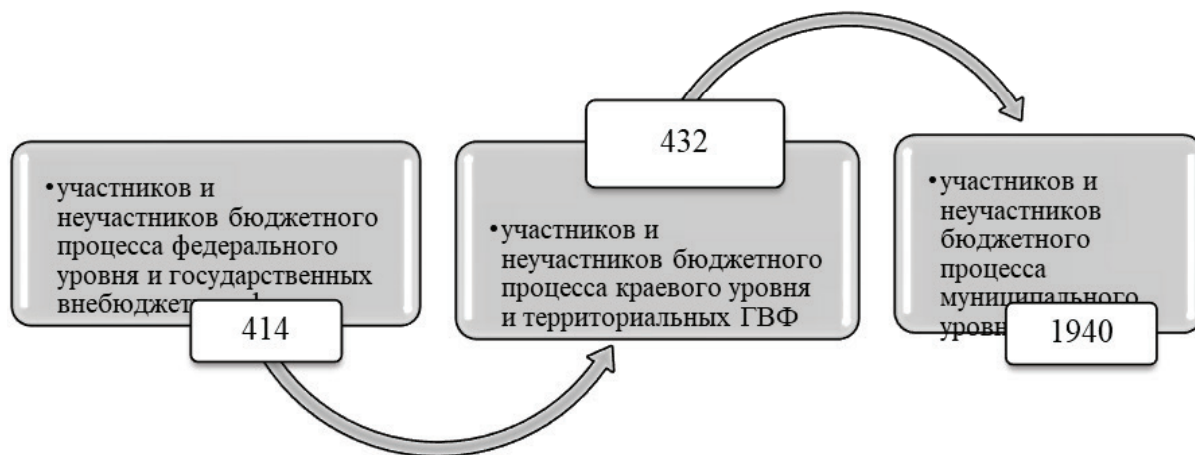 •участников и
неучастников бюджетного
процесса федерального
уровня и государственных
414
432
•участников и
неучастников бюджетного
процесса краевого уровня
и территориальных ГВФ
•участников и
неучастников
бюджетного
процесса
муниципального
1940